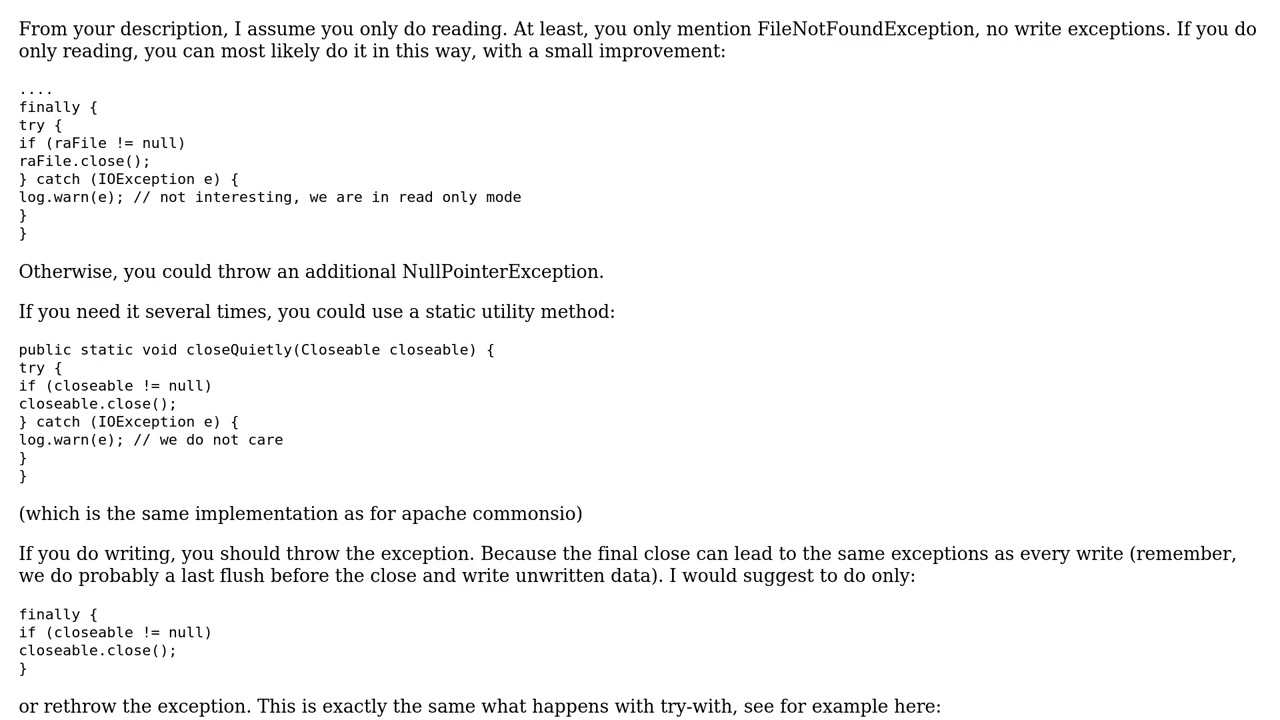 From your description, I assume you only do reading. At least, you only mention FileNotFoundException, no write exceptions. If you do
only reading, you can most likely do it in this way, with a small improvement:
....
finally {
try {
if (raFile != null)
raFile.close();
} catch (IOException e) {
log.warn(e); // not interesting, we are in read only mode
}
}
Otherwise, you could throw an additional NullPointerException.
If you need it several times, you could use a static utility method:
public static void closeQuietly(Closeable closeable) {
try {
if (closeable != null)
closeable.close();
} catch (IOException e) {
log.warn(e); // we do not care
}
}
(which is the same implementation as for apache commonsio)
If you do writing, you should throw the exception. Because the final close can lead to the same exceptions as every write (remember,
we do probably a last flush before the close and write unwritten data). I would suggest to do only:
finally {
if (closeable != null)
closeable.close();
}
or rethrow the exception. This is exactly the same what happens with try-with, see for example here: